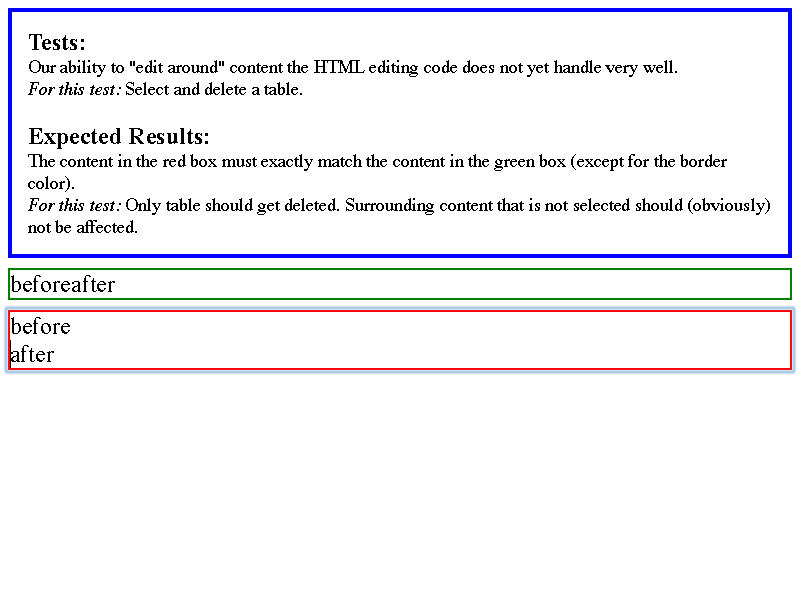 Tests:
Our ability to "edit around" content the HTML editing code does not yet handle very well.
For this test: Select and delete a table.
Expected Results:
The content in the red box must exactly match the content in the green box (except for the border
color).
For this test: Only table should get deleted. Surrounding content that is not selected should (obviously)
not be affected.
beforeafter
before
after